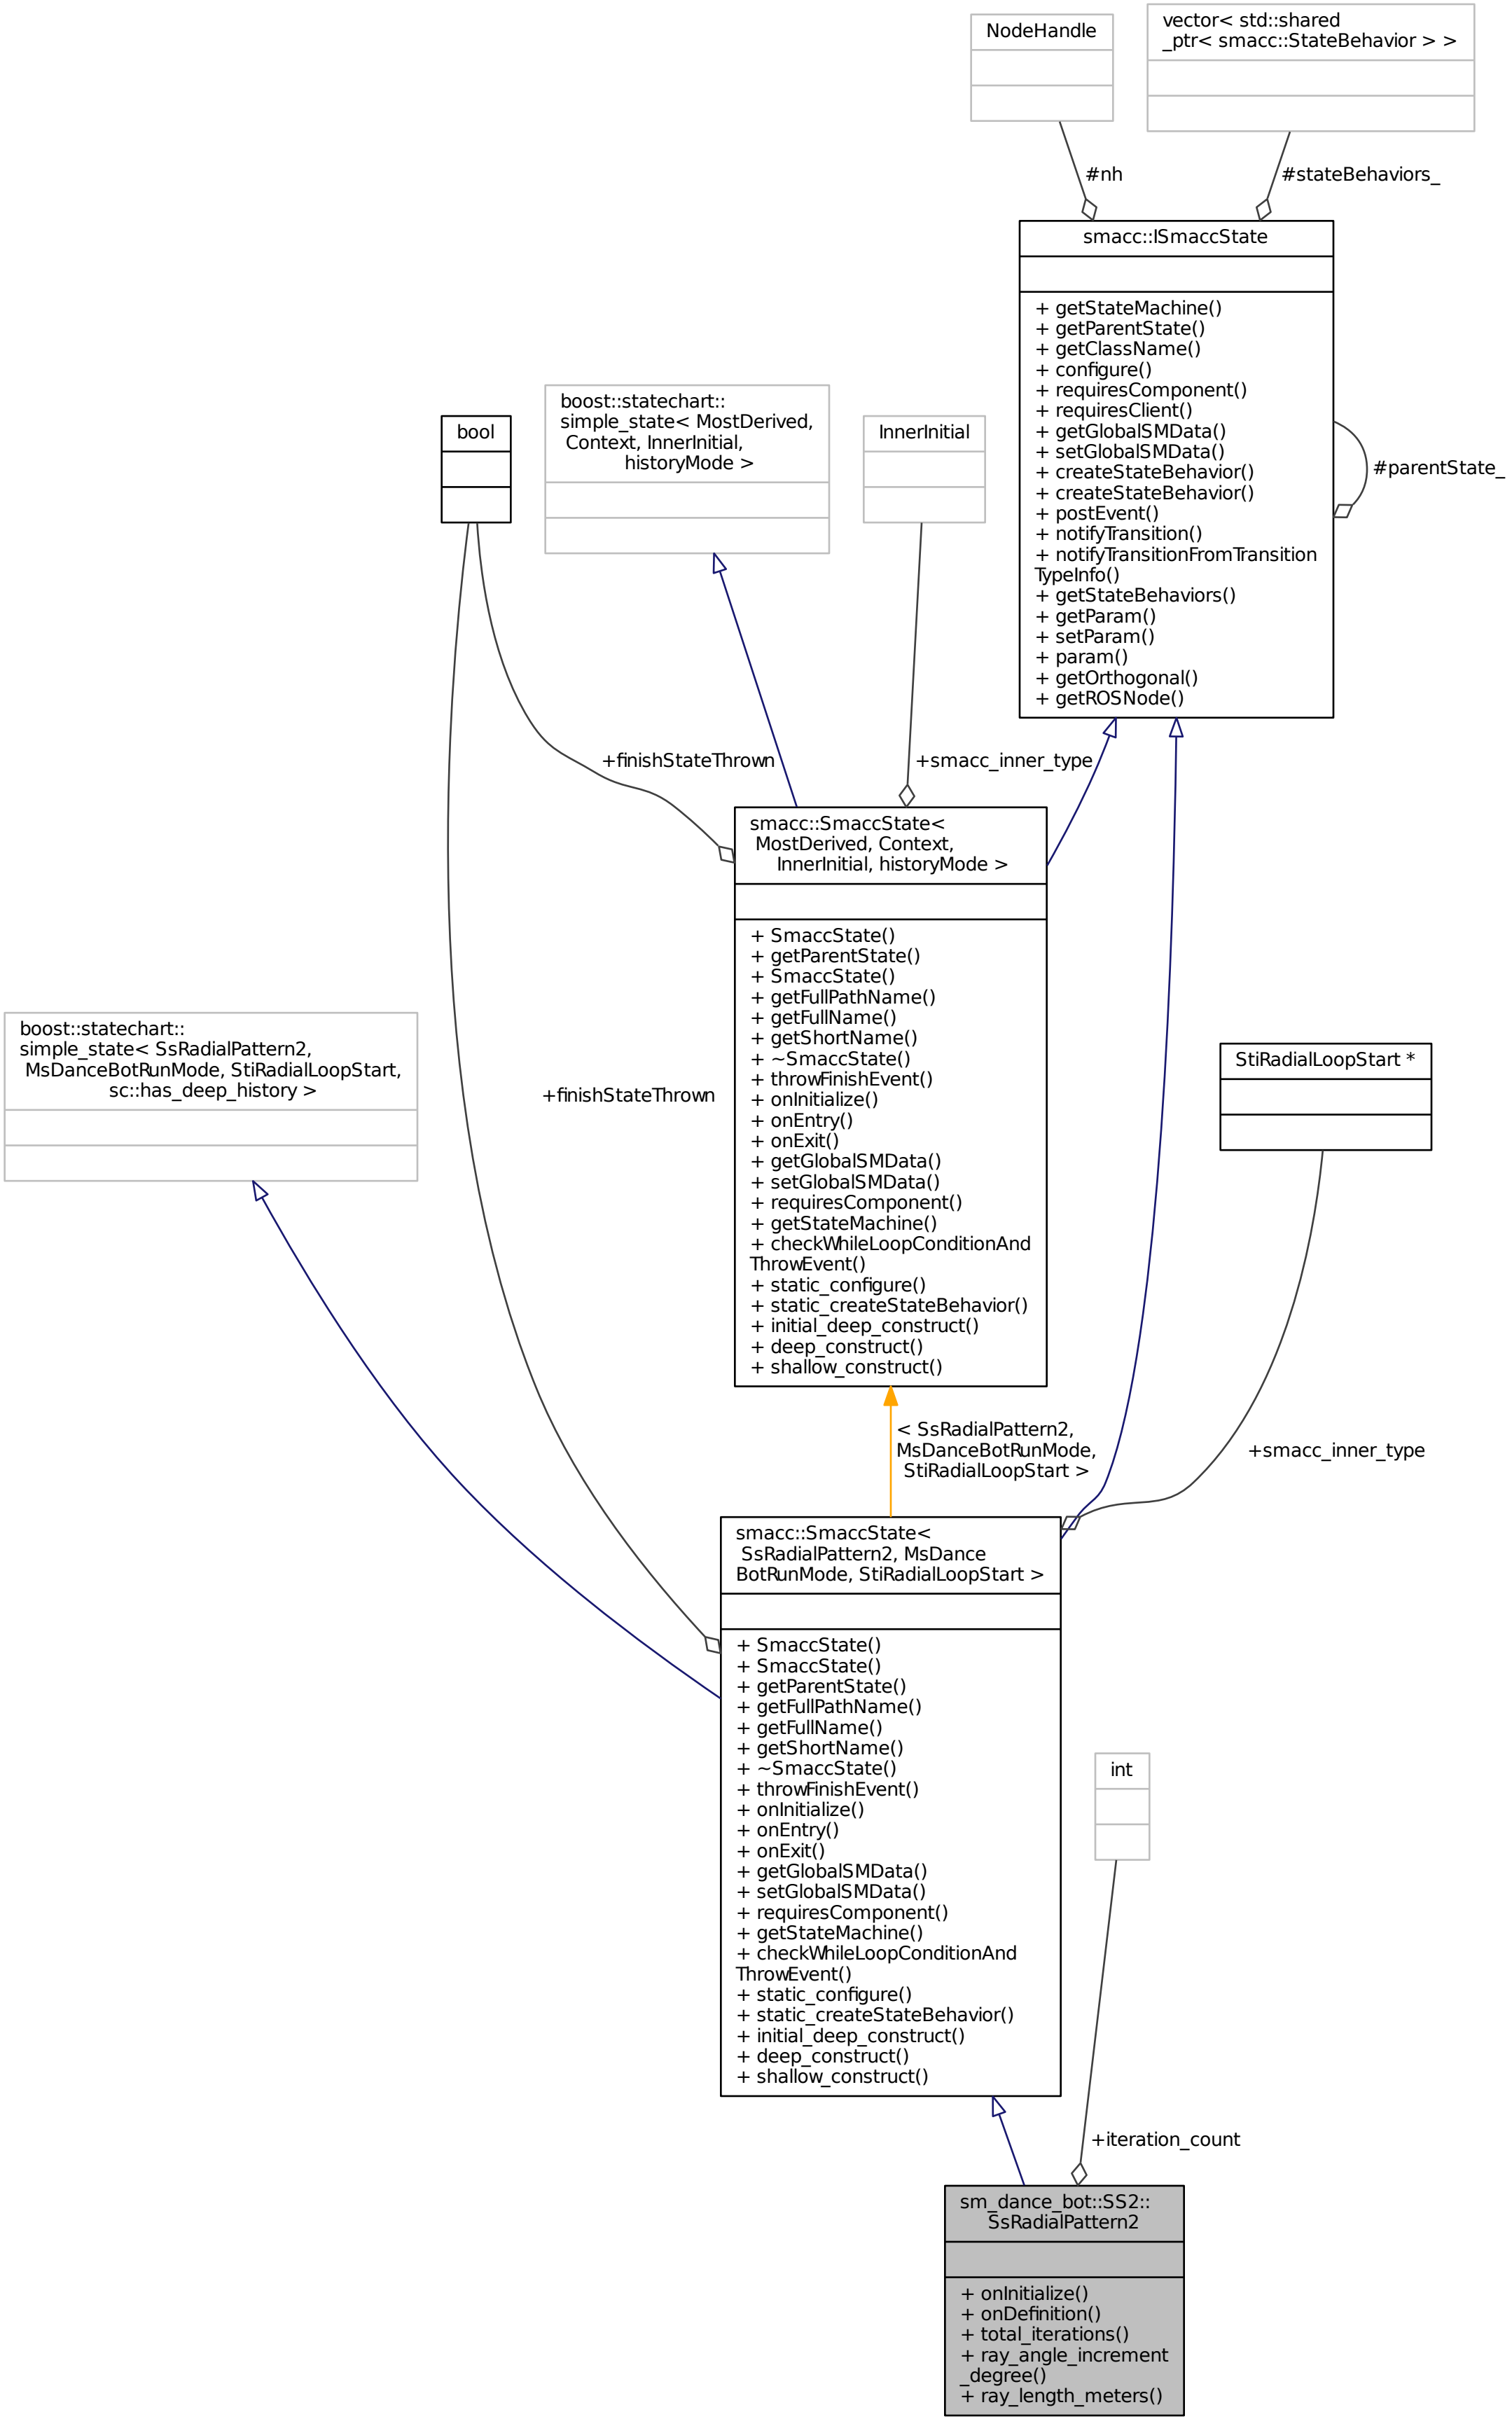 NodeHandle
vector< std::shared
_ptr< smacc::StateBehavior > >
#nh
#stateBehaviors_
smacc::ISmaccState
+ getStateMachine()
+ getParentState()
+ getClassName()
+ configure()
+ requiresComponent()
+ requiresClient()
+ getGlobalSMData()
+ setGlobalSMData()
+ createStateBehavior()
+ createStateBehavior()
+ postEvent()
+ notifyTransition()
+ notifyTransitionFromTransition
TypeInfo()
+ getStateBehaviors()
+ getParam()
+ setParam()
+ param()
+ getOrthogonal()
+ getROSNode()
#parentState_
bool
boost::statechart::
simple_state< MostDerived,
Context, InnerInitial,
historyMode >
InnerInitial
+finishStateThrown
+smacc_inner_type
smacc::SmaccState<
MostDerived, Context,
InnerInitial, historyMode >
+ SmaccState()
+ getParentState()
+ SmaccState()
+ getFullPathName()
+ getFullName()
+ getShortName()
+ ~SmaccState()
+ throwFinishEvent()
+ onInitialize()
+ onEntry()
+ onExit()
+ getGlobalSMData()
+ setGlobalSMData()
+ requiresComponent()
+ getStateMachine()
+ checkWhileLoopConditionAnd
ThrowEvent()
+ static_configure()
+ static_createStateBehavior()
+ initial_deep_construct()
+ deep_construct()
+ shallow_construct()
boost::statechart::
simple_state< SsRadialPattern2,
MsDanceBotRunMode, StiRadialLoopStart,
sc::has_deep_history >
+finishStateThrown
StiRadialLoopStart *
< SsRadialPattern2,
MsDanceBotRunMode,
StiRadialLoopStart >
+smacc_inner_type
smacc::SmaccState<
SsRadialPattern2, MsDance
BotRunMode, StiRadialLoopStart >
+ SmaccState()
+ SmaccState()
+ getParentState()
+ getFullPathName()
+ getFullName()
+ getShortName()
+ ~SmaccState()
+ throwFinishEvent()
+ onInitialize()
+ onEntry()
+ onExit()
+ getGlobalSMData()
+ setGlobalSMData()
+ requiresComponent()
+ getStateMachine()
+ checkWhileLoopConditionAnd
ThrowEvent()
+ static_configure()
+ static_createStateBehavior()
+ initial_deep_construct()
+ deep_construct()
+ shallow_construct()
int
+iteration_count
sm_dance_bot::SS2::
SsRadialPattern2
+ onInitialize()
+ onDefinition()
+ total_iterations()
+ ray_angle_increment
_degree()
+ ray_length_meters()